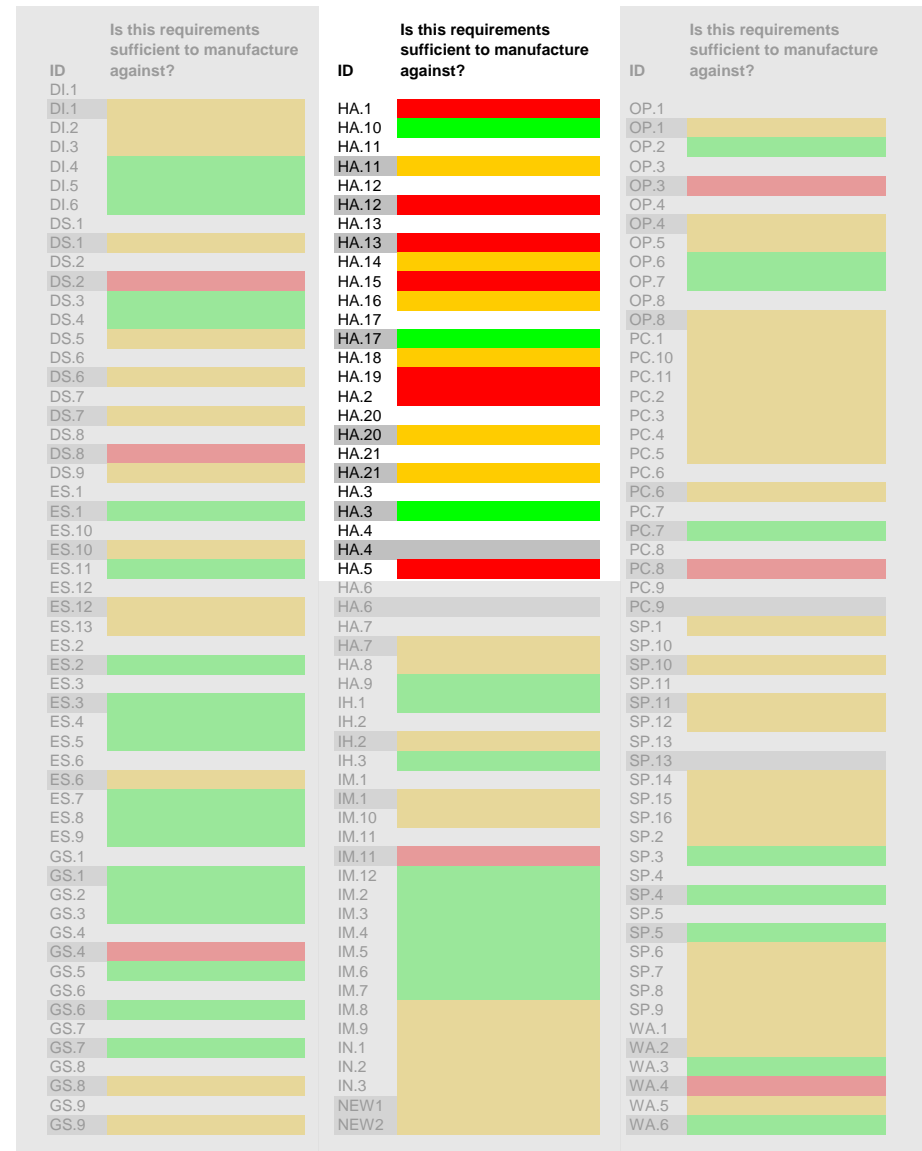 Is this requirements
sufficient to manufacture
ID against?
DI.1
DI.1
DI.2
DI.3
DI.4
DI.5
DI.6
DS.1
DS.1
DS.2
DS.2
DS.3
DS.4
DS.5
DS.6
DS.6
DS.7
DS.7
DS.8
DS.8
DS.9
ES.1
ES.1
ES.10
ES.10
ES.11
ES.12
ES.12
ES.13
ES.2
ES.2
ES.3
ES.3
ES.4
ES.5
ES.6
ES.6
ES.7
ES.8
ES.9
GS.1
GS.1
GS.2
GS.3
GS.4
GS.4
GS.5
GS.6
GS.6
GS.7
GS.7
GS.8
GS.8
GS.9
GS.9
Is this requirements
sufficient to manufacture
ID against?
HA.1
HA.10
HA.11
HA.11
HA.12
HA.12
HA.13
HA.13
HA.14
HA.15
HA.16
HA.17
HA.17
HA.18
HA.19
HA.2
HA.20
HA.20
HA.21
HA.21
HA.3
HA.3
HA.4
HA.4
HA.5
HA.6
HA.6
HA.7
HA.7
HA.8
HA.9
IH.1
IH.2
IH.2
IH.3
IM.1
IM.1
IM.10
IM.11
IM.11
IM.12
IM.2
IM.3
IM.4
IM.5
IM.6
IM.7
IM.8
IM.9
IN.1
IN.2
IN.3
NEW1
NEW2
Is this requirements
sufficient to manufacture
ID against?
OP.1
OP.1
OP.2
OP.3
OP.3
OP.4
OP.4
OP.5
OP.6
OP.7
OP.8
OP.8
PC.1
PC.10
PC.11
PC.2
PC.3
PC.4
PC.5
PC.6
PC.6
PC.7
PC.7
PC.8
PC.8
PC.9
PC.9
SP.1
SP.10
SP.10
SP.11
SP.11
SP.12
SP.13
SP.13
SP.14
SP.15
SP.16
SP.2
SP.3
SP.4
SP.4
SP.5
SP.5
SP.6
SP.7
SP.8
SP.9
WA.1
WA.2
WA.3
WA.4
WA.5
WA.6